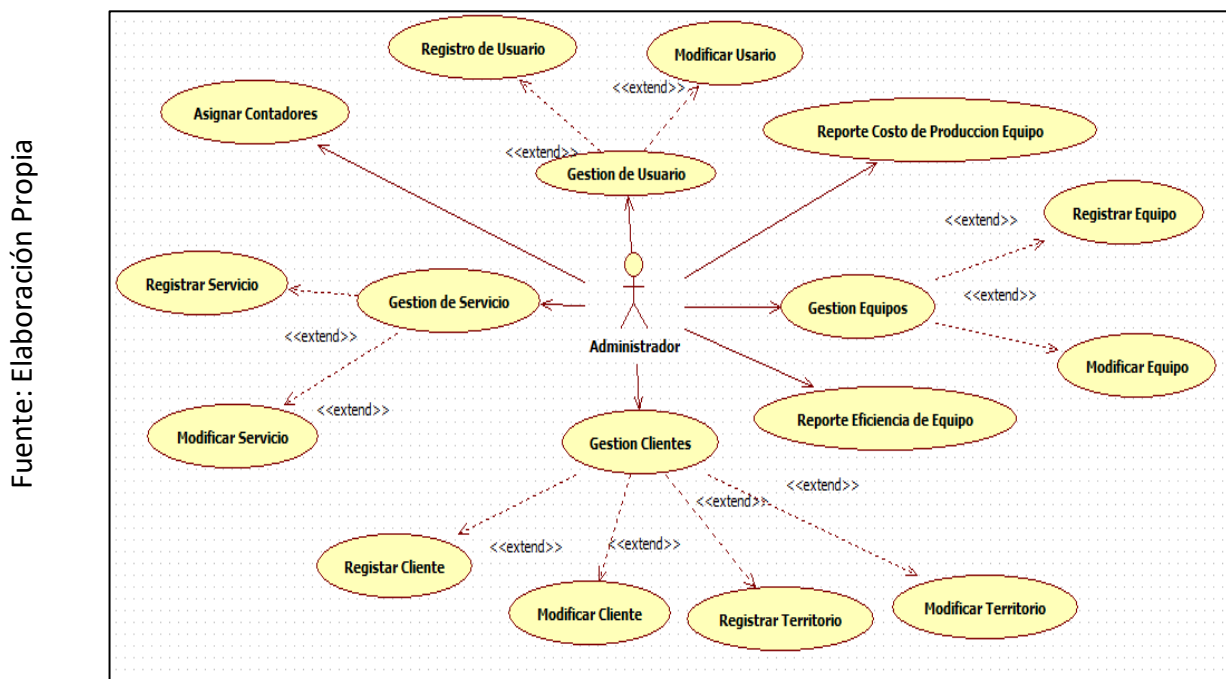 Fuente: Elaboración Propia
Registro de Usuario
Modificar Usario
<<extend>>
Asignar Contadores
Reporte Costo de Produccion Equipo
<<extend>>
Gestion de Usuario
Registrar Equipo
<<extend>>
Registrar Servicio
Gestion de Servicio
Gestion Equipos
<<extend>>
<<extend>>
Administrador
Modificar Equipo
<<extend>>
Modificar Servicio
Reporte Eficiencia de Equipo
Gestion Clientes
<<extend>>
<<extend>>
<<extend>>
<<extend>>
Registar Cliente
Modificar Cliente
Registrar Territorio
Modificar Territorio